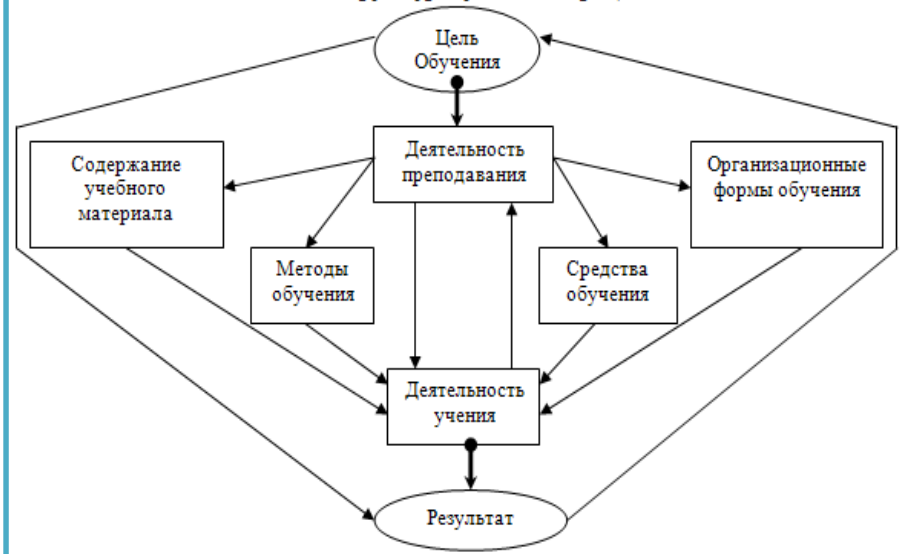 Цель
Обучения
Деятельность
преподавания
Содержание
учебного
материала
Организационные
формы обучения
Методы
обучения
Средства
обучения
Деятельность
учения
Результат